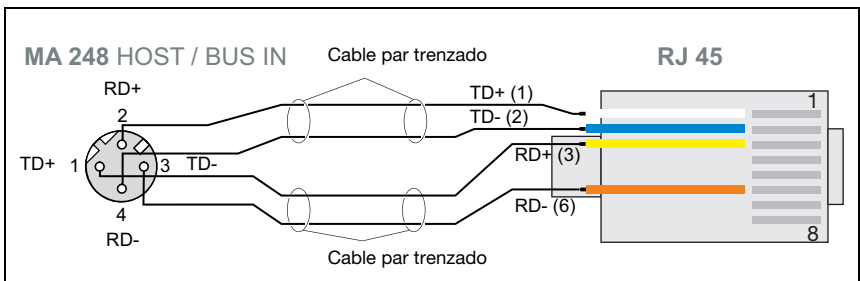 MA 248 HOST / BUS IN
Cable par trenzado
RJ 45
RD+
2
TD+ 1
3 TD-
4
RD-
TD+ (1)
TD- (2)
RD+ (3)
RD- (6)
1
8
Cable par trenzado